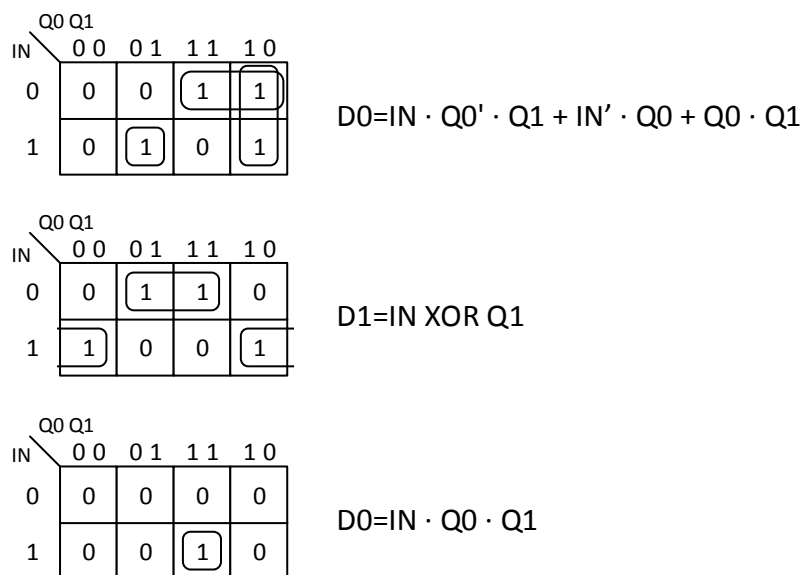 Q0 Q1
IN 0 0 0 1 1 1 1 0
0 0 0 1 1
1 0 1 0 1
D0=IN · Q0' · Q1 + IN’ · Q0 + Q0 · Q1
Q0 Q1
IN 0 0 0 1 1 1 1 0
0 0 1 1 0
1 1 0 0 1
D1=IN XOR Q1
Q0 Q1
IN 0 0 0 1 1 1 1 0
0 0 0 0 0
1 0 0 1 0
D0=IN · Q0 · Q1